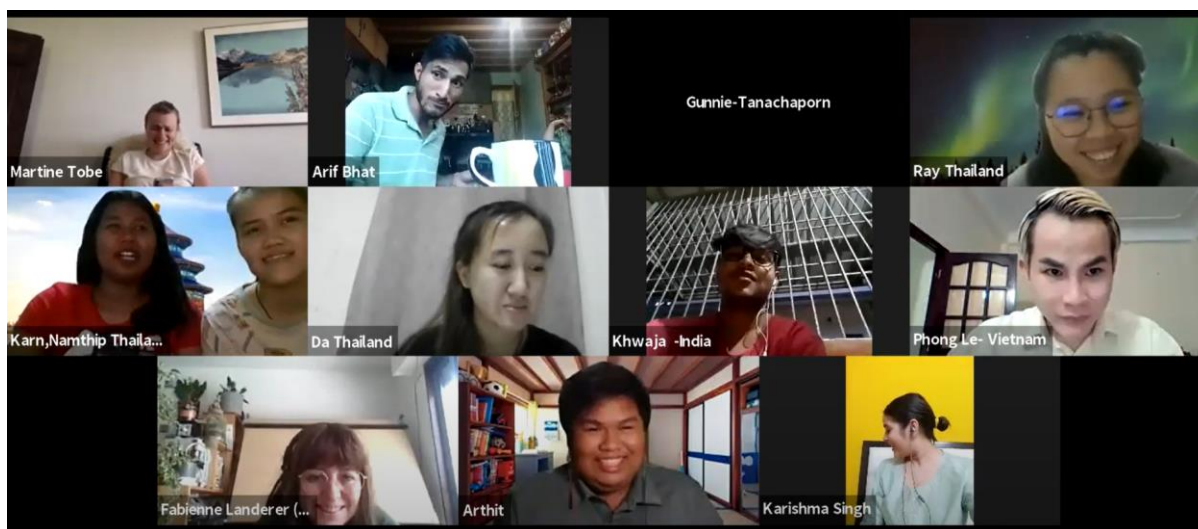 Martine Tobe
Arif Bhat
Gunnie-Tanachaporn
Ray Thailand
Karn,Namthip Thaila...
Da Thailand
Khwaja -India
Phong Le- Vietnam
Fabienne Landerer (...
Arthit
Karishma Singh